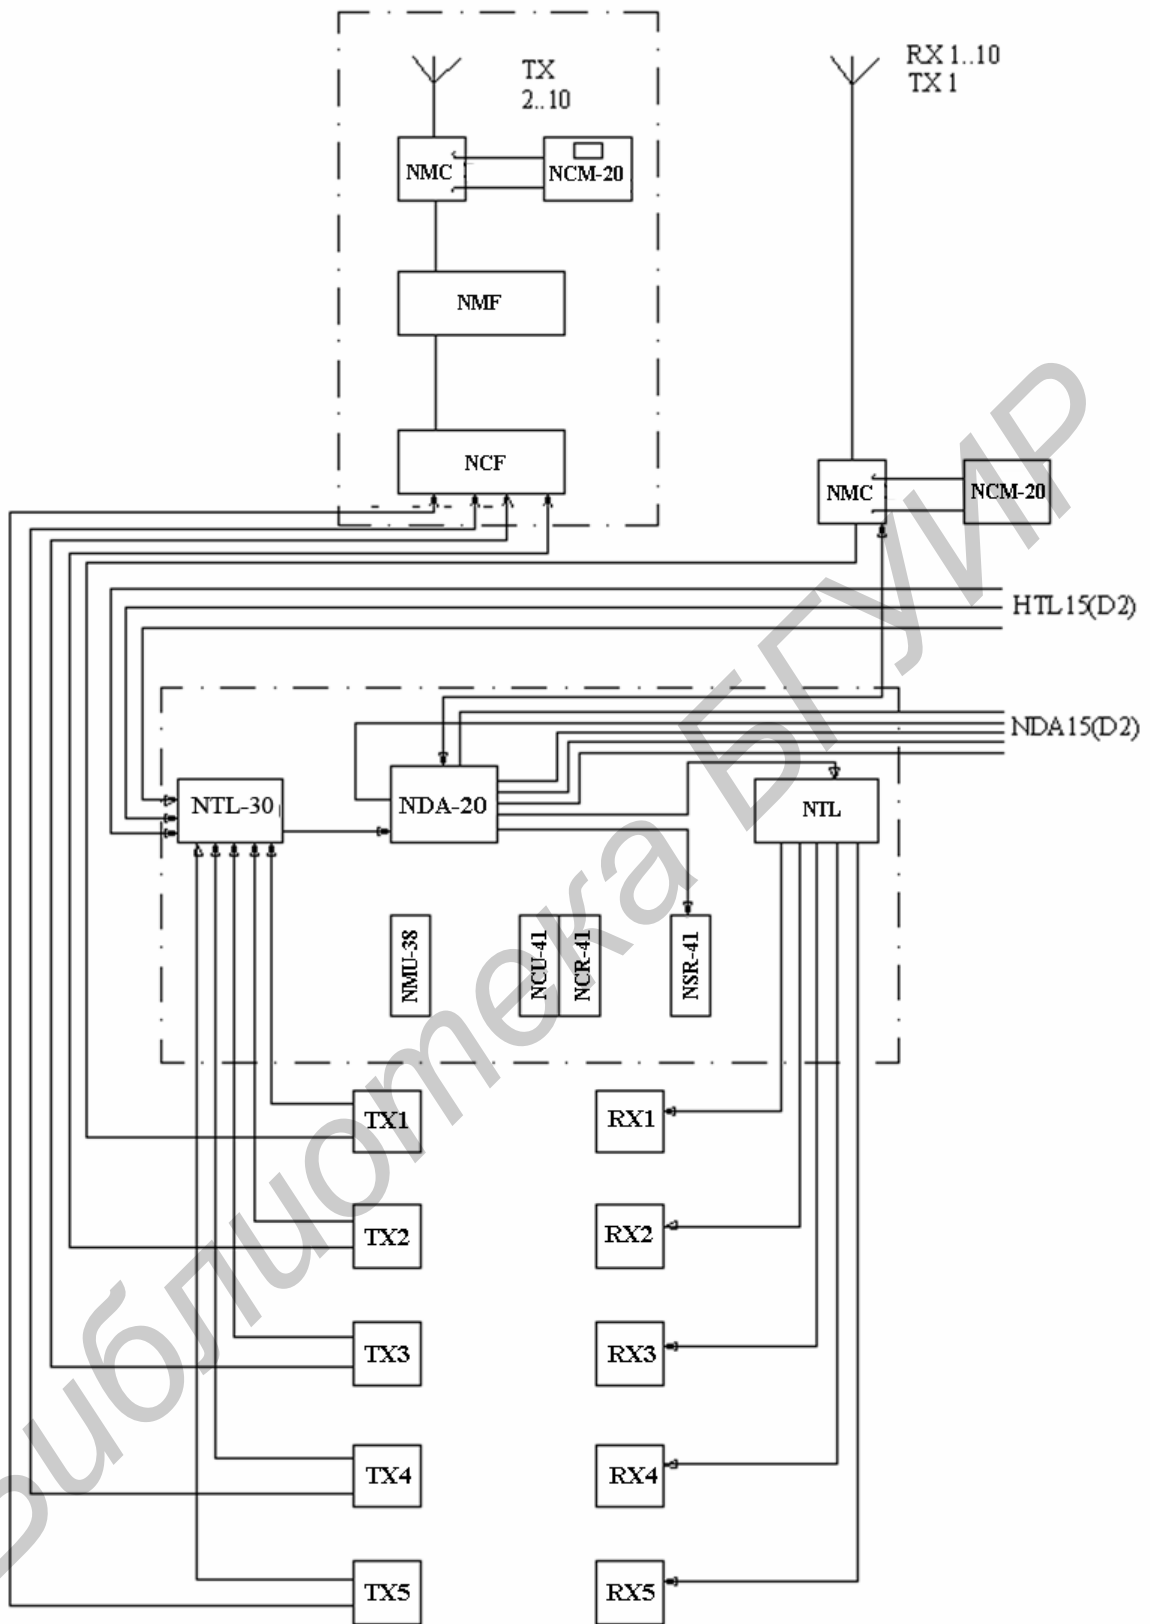 TX
2..10
RX 1..10
TX 1
NMC
NCM-20
NMF
NCF
NMC
NCM-20
HTL15(D2)
NDA15(D2)
NTL-30
NDA-20
NTL
NMU-38
NCU-41
NCR-41
NSR-41
TX1
RX1
TX2
RX2
TX3
RX3
TX4
RX4
TX5
RX5
Библиотека БГУИР